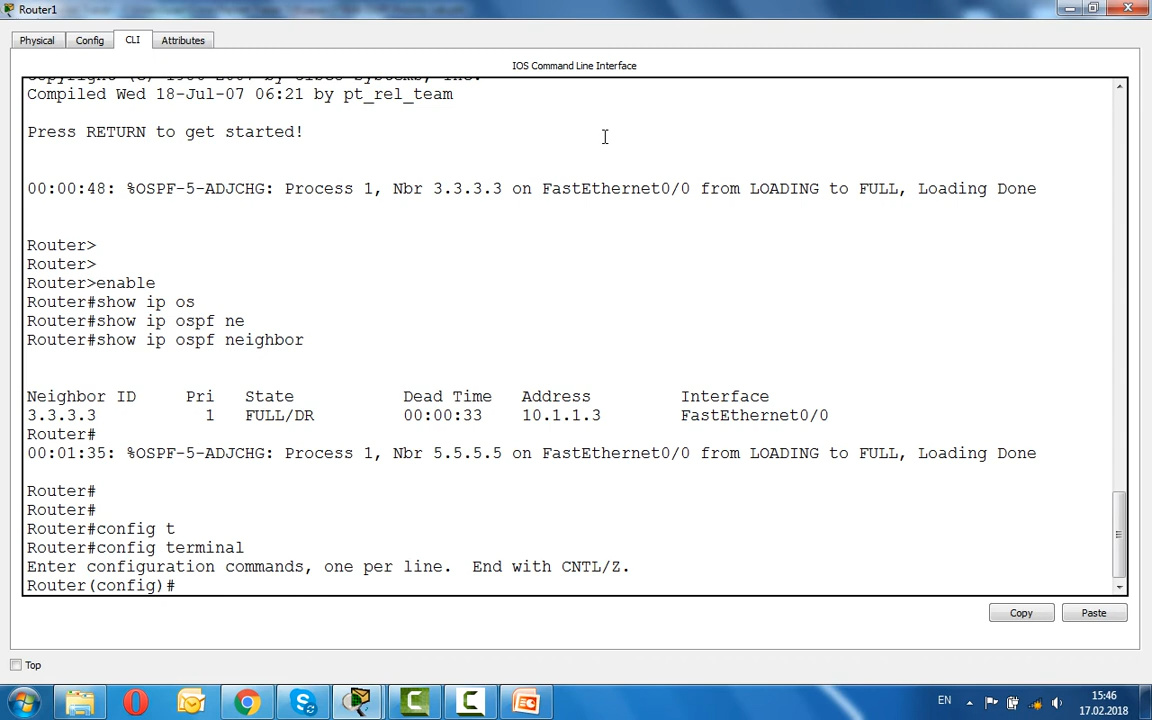 Router1
Physical Config CLI Attributes
IOS Command Line Interface
Compiled Wed 18-Jul-07 06:21 by pt_rel_team
Press RETURN to get started!
00:00:48: %OSPF-5-ADJCHG: Process 1, Nbr 3.3.3.3 on FastEthernet0/0 from LOADING to FULL, Loading Done
Router>
Router>
Router>enable
Router#show ip os
Router#show ip ospf ne
Router#show ip ospf neighbor
Neighbor ID Pri State Dead Time Address Interface
3.3.3.3 1 FULL/DR 00:00:33 10.1.1.3 FastEthernet0/0
Router#
00:01:35: %OSPF-5-ADJCHG: Process 1, Nbr 5.5.5.5 on FastEthernet0/0 from LOADING to FULL, Loading Done
Router#
Router#
Router#config t
Router#config terminal
Enter configuration commands, one per line. End with CNTL/Z.
Router(config)#
Copy Paste
Top
EN 15:46
17.02.2018